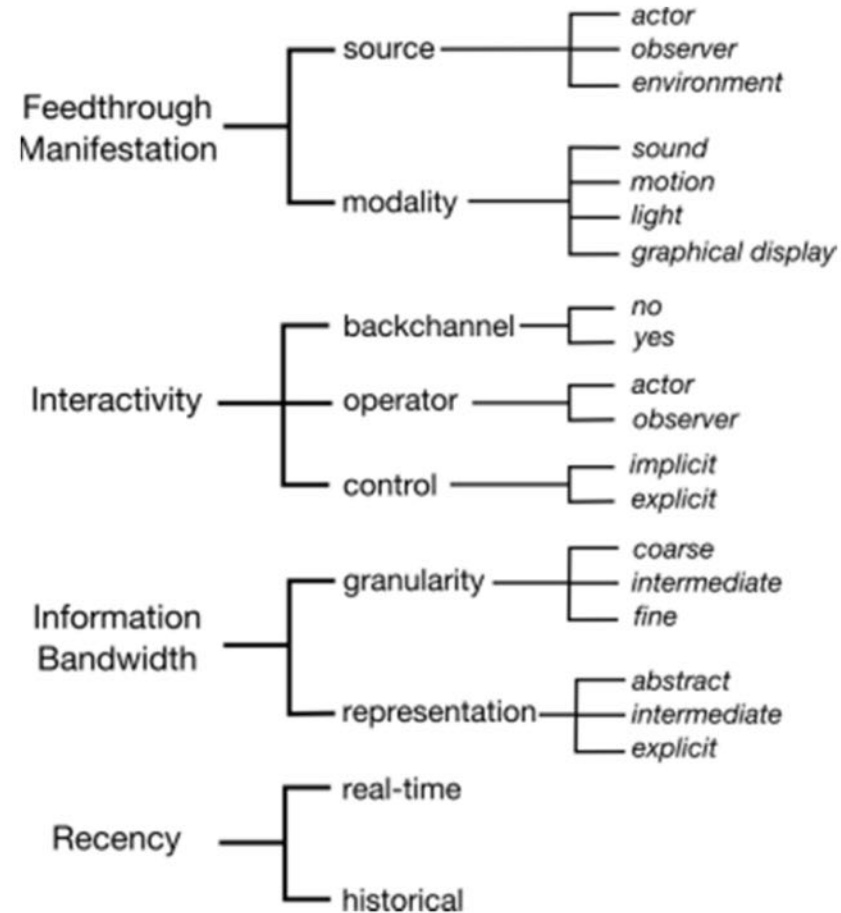 Feedthrough
Manifestation
source
actor
observer
environment
modality
sound
motion
light
graphical display
Interactivity
backchannel
no
yes
operator
actor
observer
control
implicit
explicit
Information
Bandwidth
granularity
coarse
intermediate
fine
representation
abstract
intermediate
explicit
Recency
real-time
historical